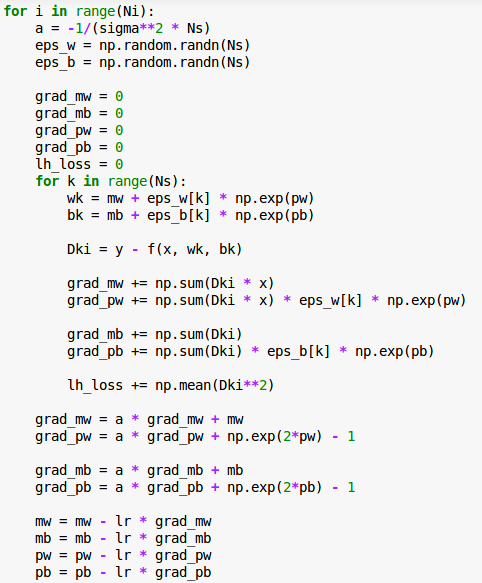 for i in range(Ni):
    a = -1/(sigma**2 * Ns)
    eps_w = np.random.randn(Ns)
    eps_b = np.random.randn(Ns)

    grad_mw = 0
    grad_mb = 0
    grad_pw = 0
    grad_pb = 0
    lh_loss = 0
    for k in range(Ns):
        wk = mw + eps_w[k] * np.exp(pw)
        bk = mb + eps_b[k] * np.exp(pb)

        Dki = y - f(x, wk, bk)

        grad_mw += np.sum(Dki * x)
        grad_pw += np.sum(Dki * x) * eps_w[k] * np.exp(pw)

        grad_mb += np.sum(Dki)
        grad_pb += np.sum(Dki) * eps_b[k] * np.exp(pb)

        lh_loss += np.mean(Dki**2)

    grad_mw = a * grad_mw + mw
    grad_pw = a * grad_pw + np.exp(2*pw) - 1

    grad_mb = a * grad_mb + mb
    grad_pb = a * grad_pb + np.exp(2*pb) - 1

    mw = mw - lr * grad_mw
    mb = mb - lr * grad_mb
    pw = pw - lr * grad_pw
    pb = pb - lr * grad_pb